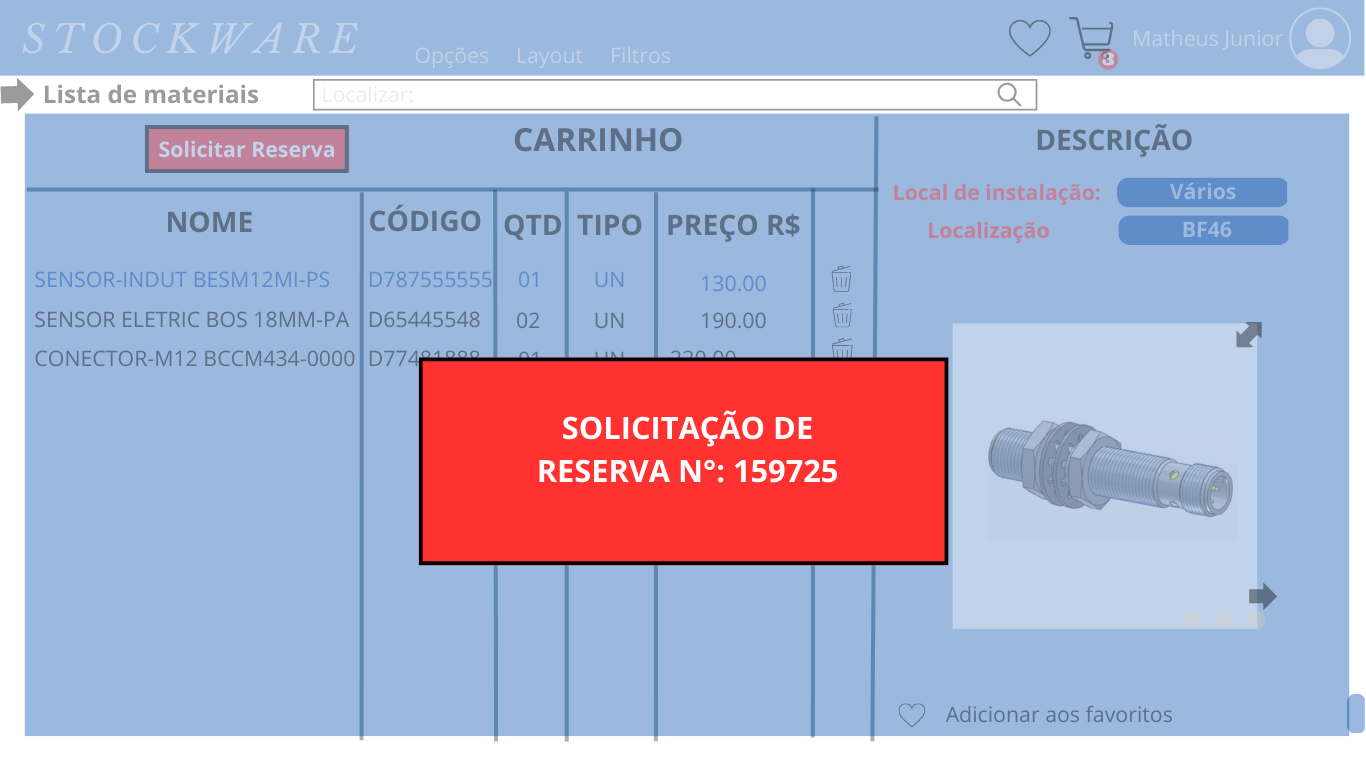 STOCKWARE
Opções Layout Filtros
3
Matheus Junior
Lista de materiais
Localizar:
Solicitar Reserva
CARRINHO
NOME CÓDIGO QTD TIPO PREÇO R$
SENSOR-INDUT BESM12MI-PS D787555555 01 UN 130.00
SENSOR ELETRIC BOS 18MM-PA D65445548 02 UN 190.00
CONECTOR-M12 BCCM434-0000 D77481888 01 UN 220.00
SOLICITAÇÃO DE
RESERVA N°: 159725
DESCRIÇÃO
Local de instalação: Vários
Localização BF46
Adicionar aos favoritos